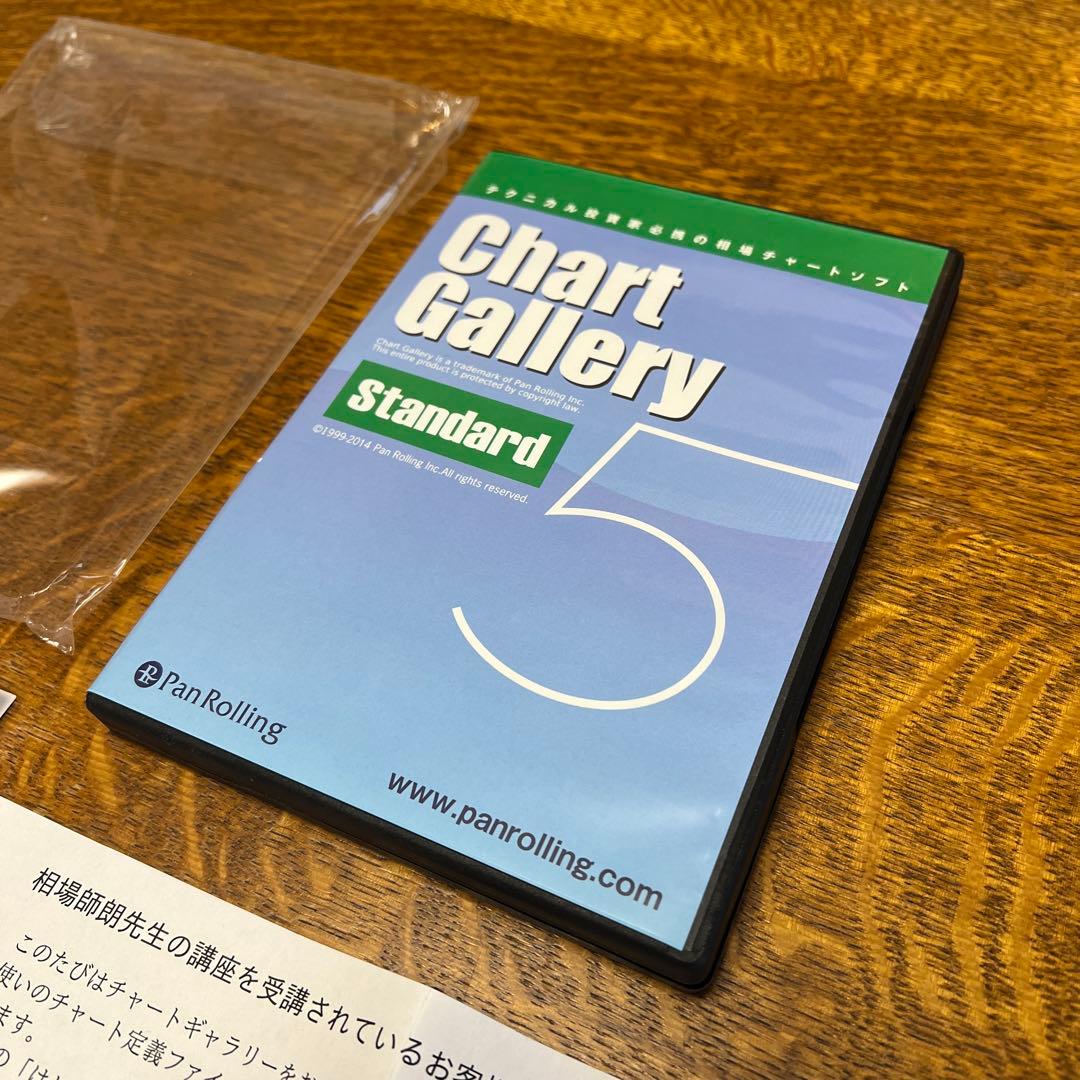 テクニカル投資家必携の相場チャートソフト
Chart
Gallery
Chart Gallery is a trademark of Pan Rolling Inc.
This entire product is protected by copyright law.
Standard
©1999-2014 Pan Rolling Inc.All rights reserved.
5
PanRolling
www.panrolling.com
相場師朗先生の講座を受講されているお客
このたびはチャートギャラリーをお
使いのチャート定義ファイ
ます。
の「は